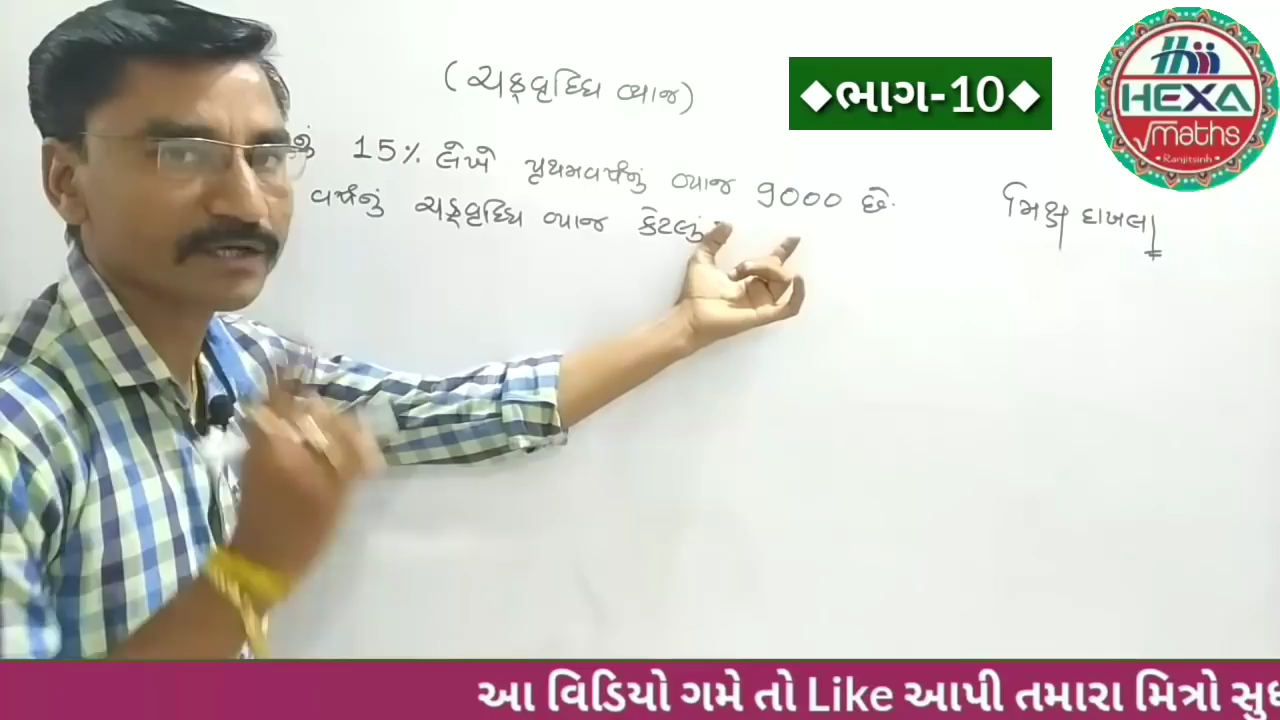 (ચક્રવૃધ્ધિ વ્યાજ)
◆ભાગ-10◆
HEXA
√maths
Ranjitsinh
નું 15% લેખે પ્રથમવર્ષનું વ્યાજ 9000 છે.
વર્ષનું ચક્રવૃધ્ધિ વ્યાજ કેટલું
મિક્ષ દાખલા
આ વિડિયો ગમે તો Like આપી તમારા મિત્રો સુધ